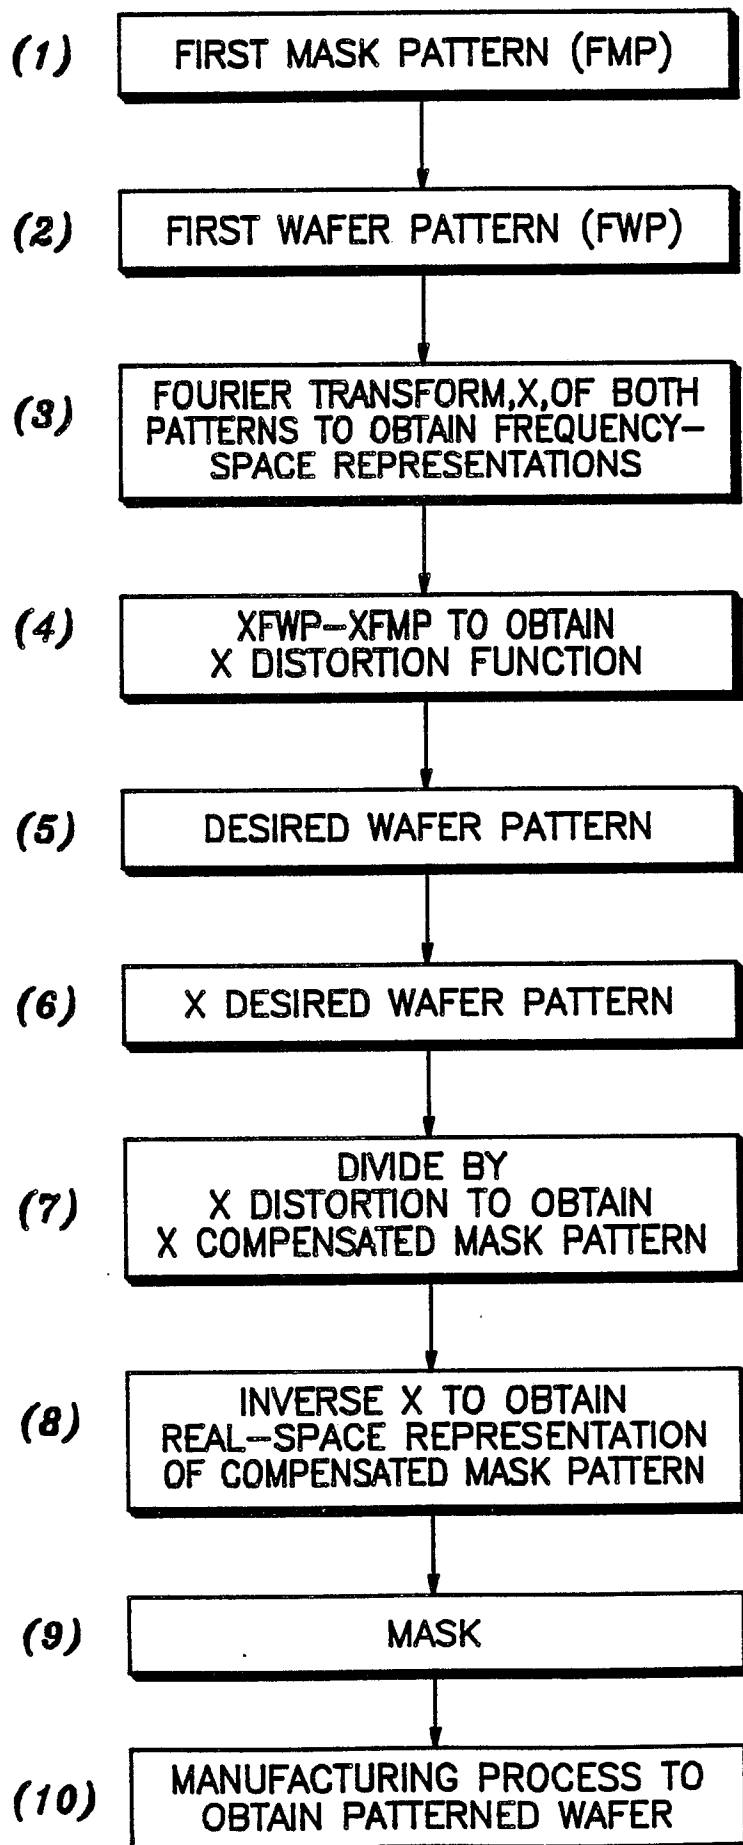 (1) FIRST MASK PATTERN (FMP)
(2) FIRST WAFER PATTERN (FWP)
(3) FOURIER TRANSFORM,X,OF BOTH
PATTERNS TO OBTAIN FREQUENCY-
SPACE REPRESENTATIONS
(4) XFWP-XFMP TO OBTAIN
X DISTORTION FUNCTION
(5) DESIRED WAFER PATTERN
(6) X DESIRED WAFER PATTERN
(7) DIVIDE BY
X DISTORTION TO OBTAIN
X COMPENSATED MASK PATTERN
(8) INVERSE X TO OBTAIN
REAL-SPACE REPRESENTATION
OF COMPENSATED MASK PATTERN
(9) MASK
(10) MANUFACTURING PROCESS TO
OBTAIN PATTERNED WAFER